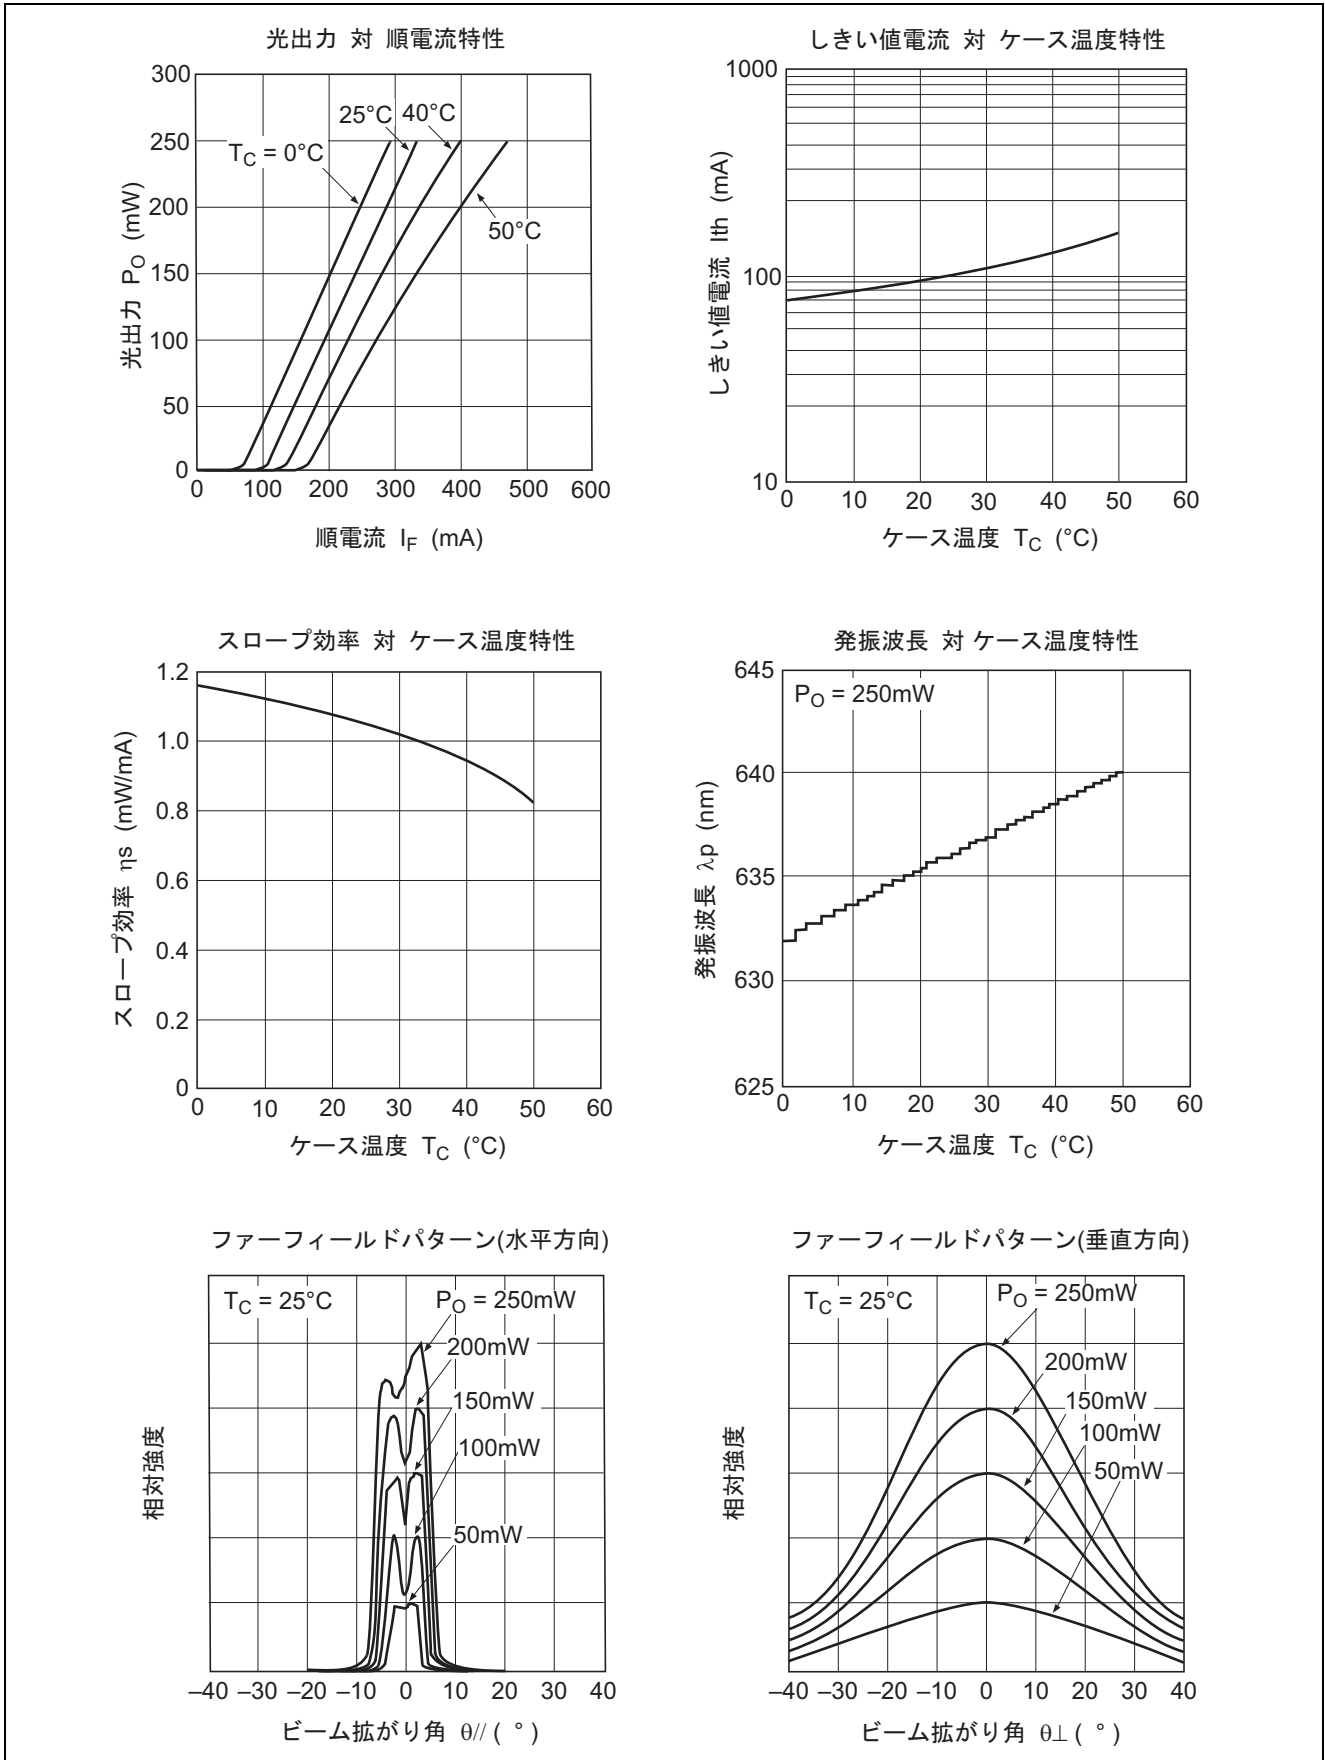 光出力 対 順電流特性
300
250
200
150
100
50
0
光出力 PO (mW)
TC = 0°C
25°C
40°C
50°C
0 100 200 300 400 500 600
順電流 IF (mA)
しきい値電流 対 ケース温度特性
1000
100
10
しきい値電流 Ith (mA)
0 10 20 30 40 50 60
ケース温度 TC (°C)
スロープ効率 対 ケース温度特性
1.2
1.0
0.8
0.6
0.4
0.2
0
スロープ効率 ηs (mW/mA)
0 10 20 30 40 50 60
ケース温度 TC (°C)
発振波長 対 ケース温度特性
645
640
635
630
625
発振波長 λp (nm)
PO = 250mW
0 10 20 30 40 50 60
ケース温度 TC (°C)
ファーフィールドパターン(水平方向)
TC = 25°C
PO = 250mW
200mW
150mW
100mW
50mW
相対強度
–40 –30 –20 –10 0 10 20 30 40
ビーム拡がり角 θ// ( ° )
ファーフィールドパターン(垂直方向)
TC = 25°C
PO = 250mW
200mW
150mW
100mW
50mW
相対強度
–40 –30 –20 –10 0 10 20 30 40
ビーム拡がり角 θ⊥ ( ° )